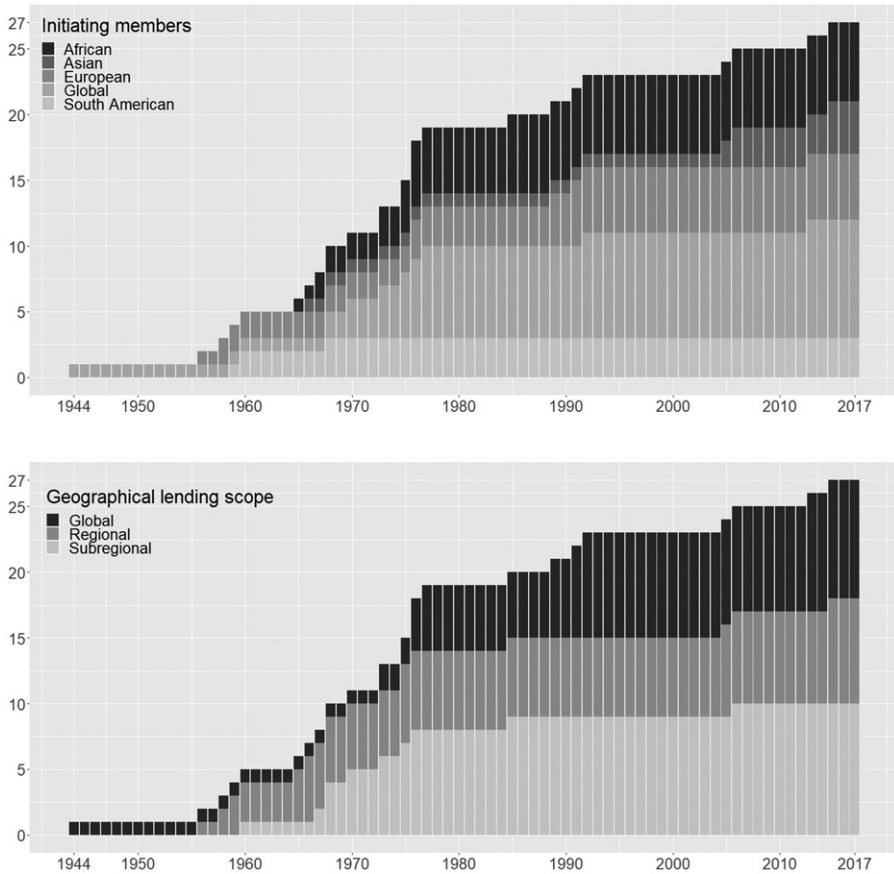 Initiating members
African
Asian
European
Global
South American
27
25
20
15
10
5
0
1944 1950 1960 1970 1980 1990 2000 2010 2017
Geographical lending scope
Global
Regional
Subregional
27
25
20
15
10
5
0
1944 1950 1960 1970 1980 1990 2000 2010 2017